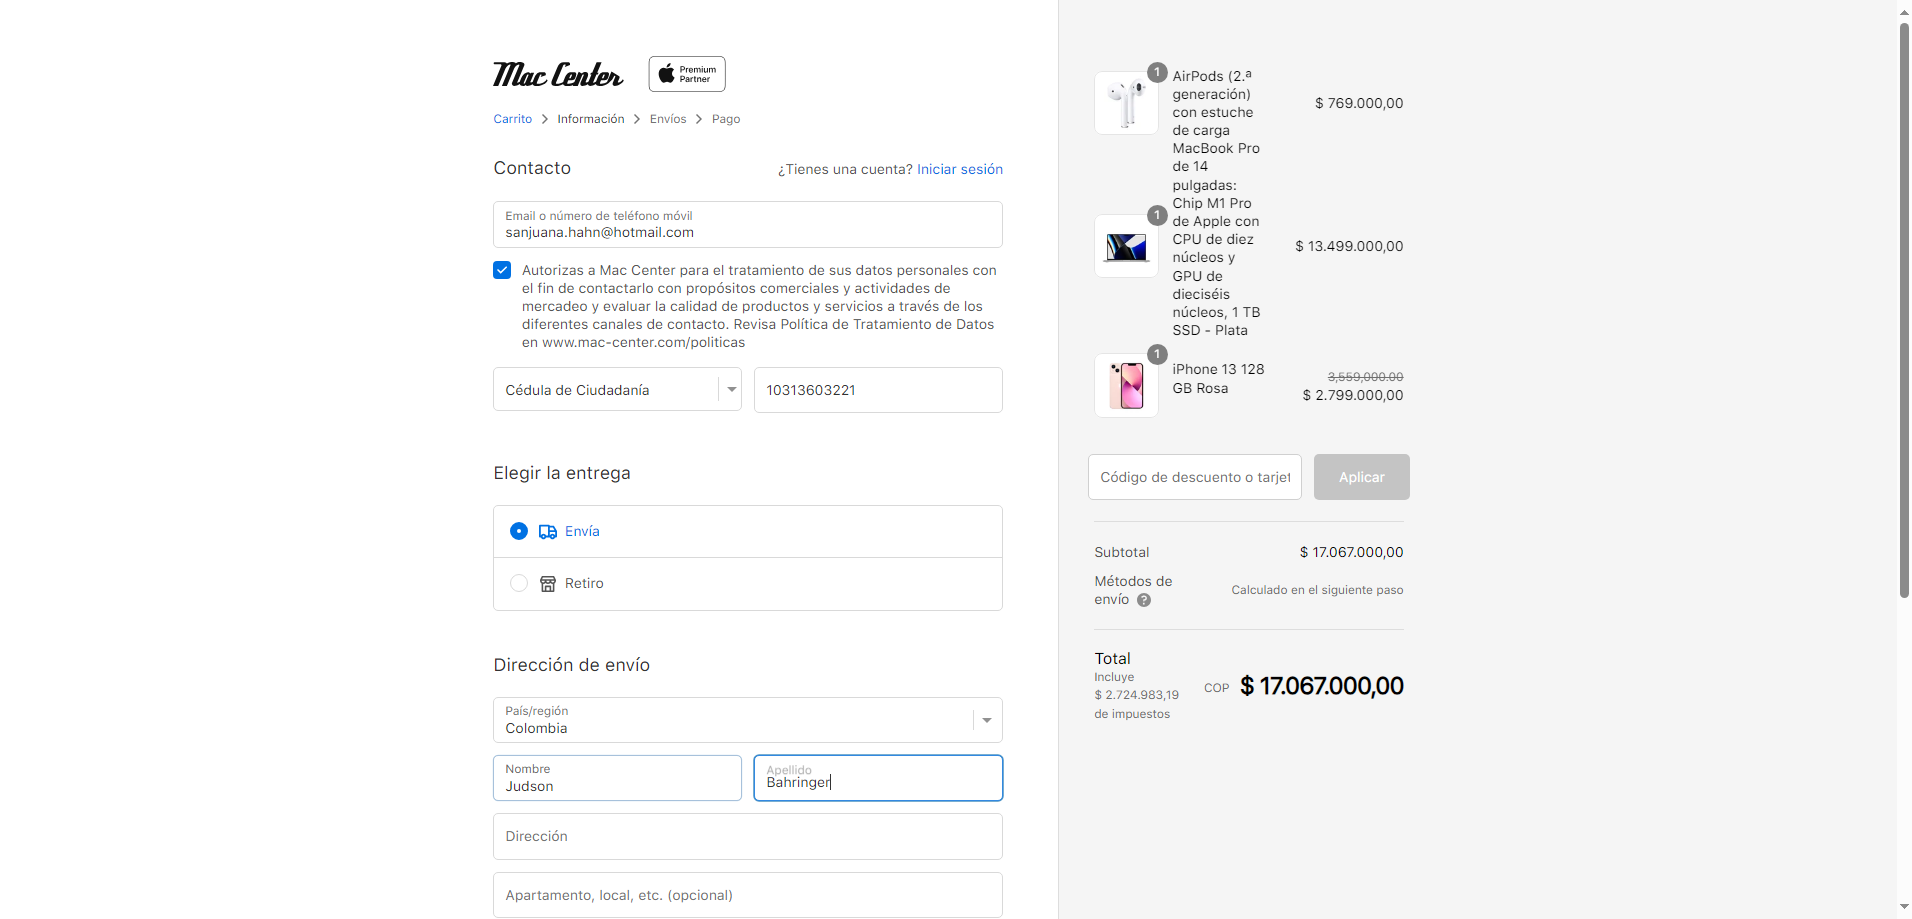 Mac Center
Premium
Partner
Carrito
Información
Envíos
Pago
Contacto
¿Tienes una cuenta? Iniciar sesión
Email o número de teléfono móvil
sanjuana.hahn@hotmail.com
Autorizas a Mac Center para el tratamiento de sus datos personales con
el fin de contactarlo con propósitos comerciales y actividades de
mercadeo y evaluar la calidad de productos y servicios a través de los
diferentes canales de contacto. Revisa Política de Tratamiento de Datos
en www.mac-center.com/politicas
Cédula de Ciudadanía
10313603221
Elegir la entrega
Envía
Retiro
Dirección de envío
País/región
Colombia
Nombre
Judson
Apellido
Bahringer
Dirección
Apartamento, local, etc. (opcional)
1
AirPods (2.ª
generación)
con estuche
de carga
$ 769.000,00
1
MacBook Pro
de 14
pulgadas:
Chip M1 Pro
de Apple con
CPU de diez
núcleos y
GPU de
dieciséis
núcleos, 1 TB
SSD - Plata
$ 13.499.000,00
1
iPhone 13 128
GB Rosa
3,559,000.00
$ 2.799.000,00
Código de descuento o tarjet
Aplicar
Subtotal
$ 17.067.000,00
Métodos de
envío ?
Calculado en el siguiente paso
Total
Incluye
$ 2.724.983,19
de impuestos
COP $ 17.067.000,00